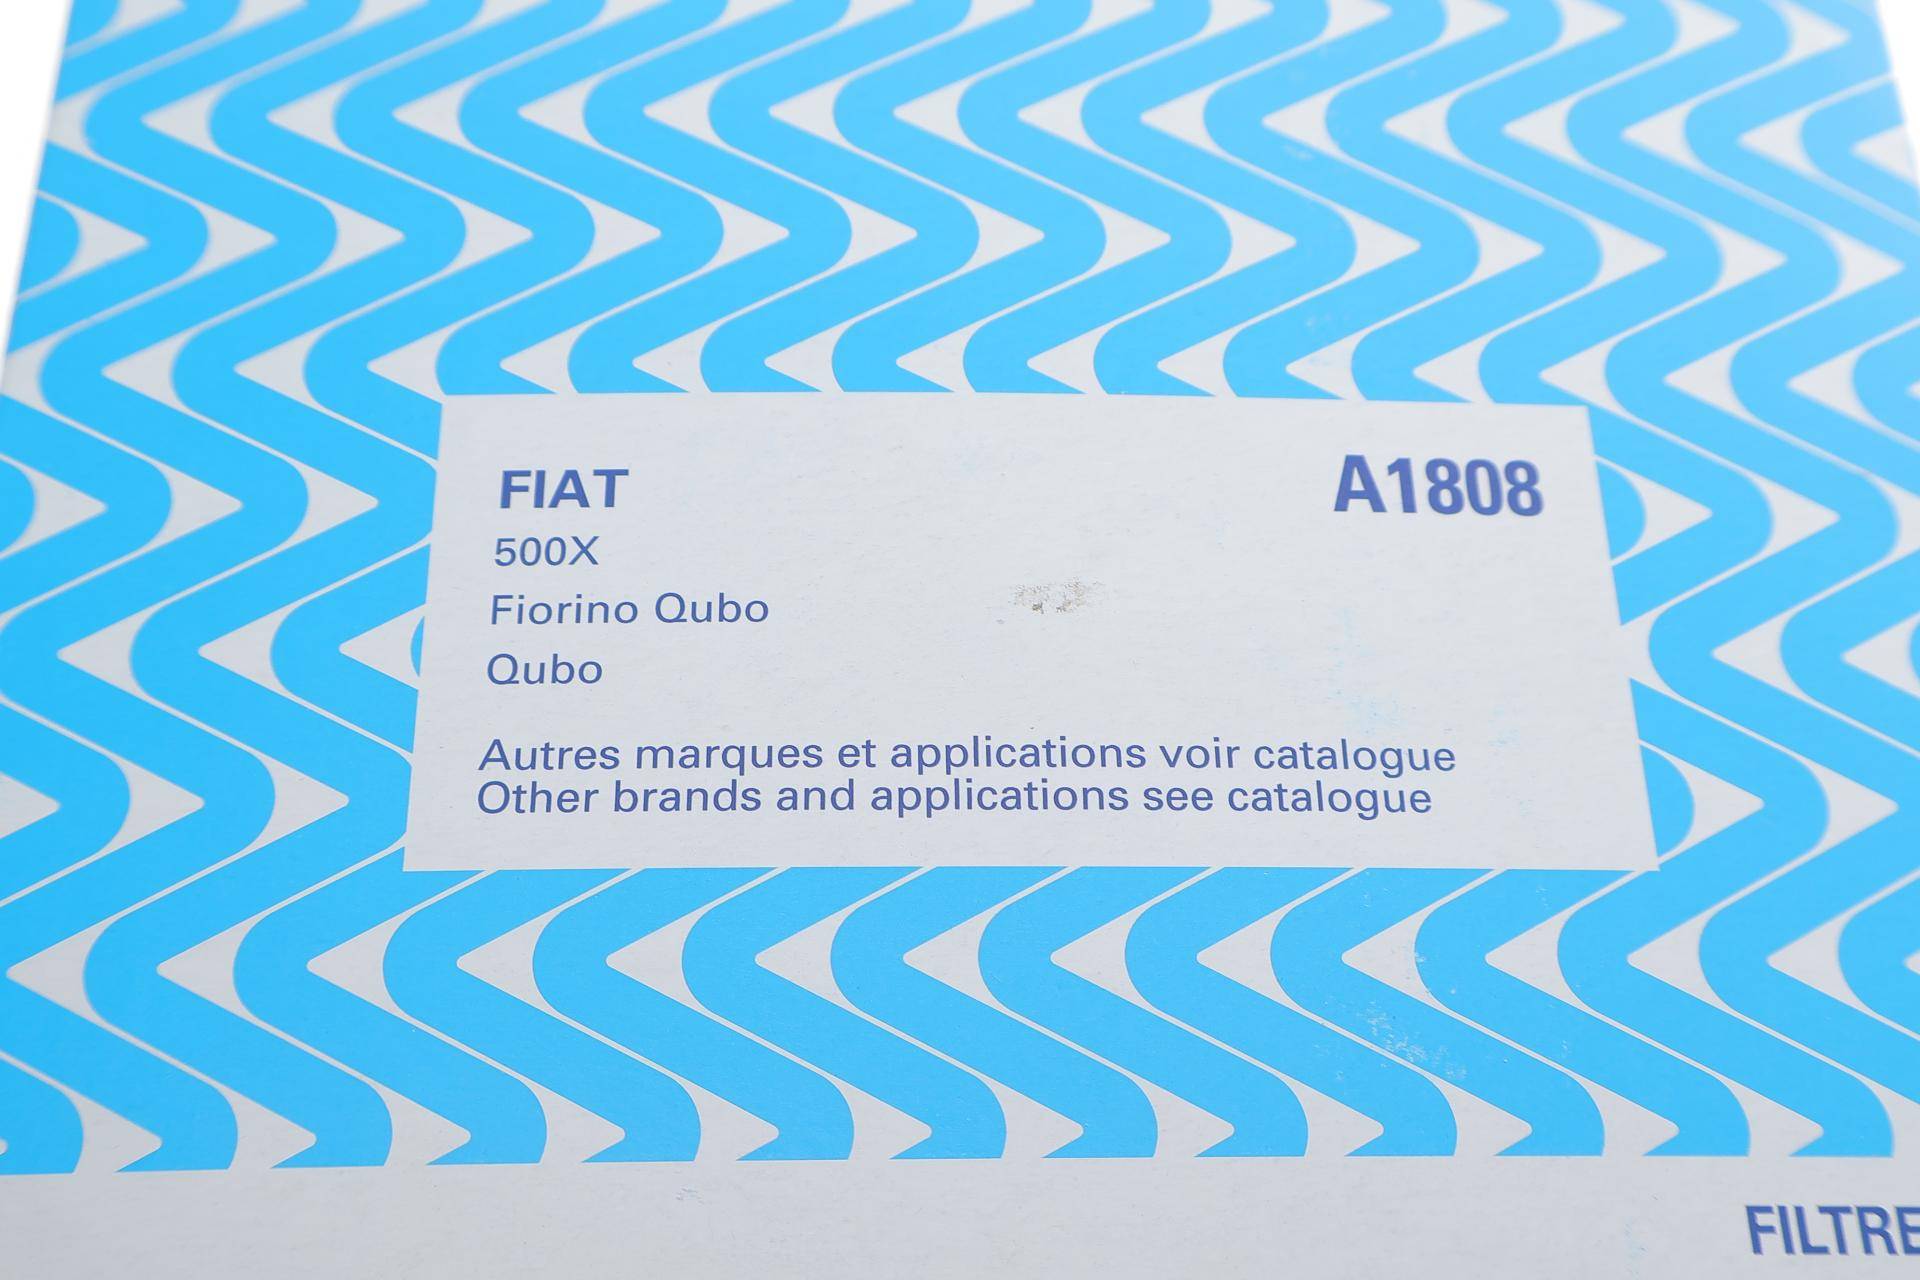 FIAT
A1808
500X
Fiorino Qubo
Qubo
Autres marques et applications voir catalogue
Other brands and applications see catalogue
FILTRE